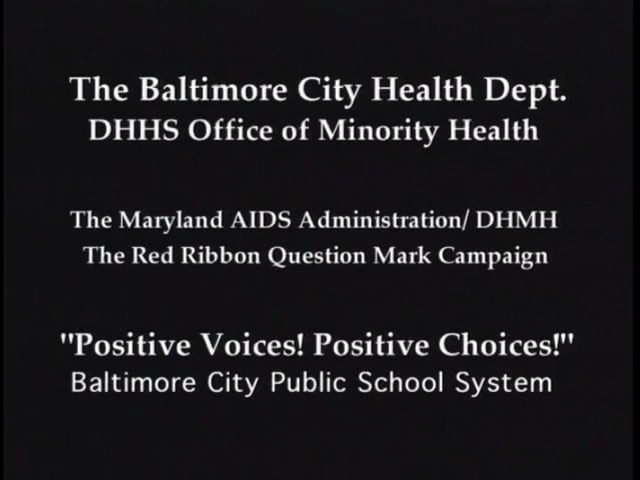 The Baltimore City Health Dept.
DHHS Office of Minority Health
The Maryland AIDS Administration/ DHMH
The Red Ribbon Question Mark Campaign
"Positive Voices! Positive Choices!"
Baltimore City Public School System